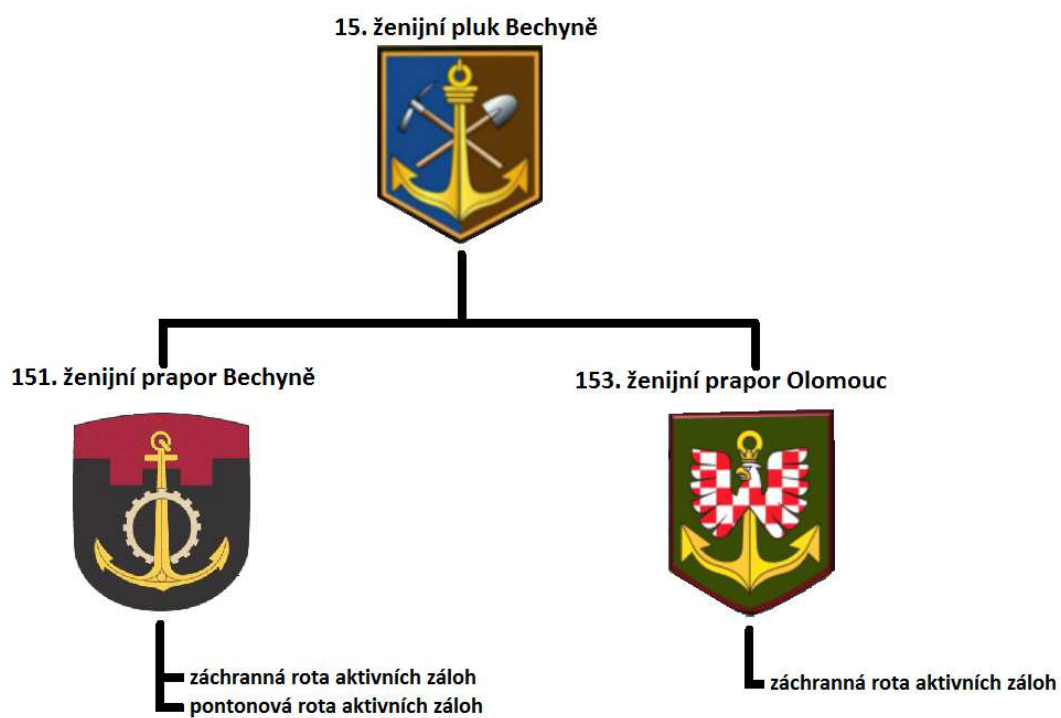 15. ženijní pluk Bechyně
151. ženijní prapor Bechyně
153. ženijní prapor Olomouc
záchranná rota aktivních záloh
pontonová rota aktivních záloh
záchranná rota aktivních záloh